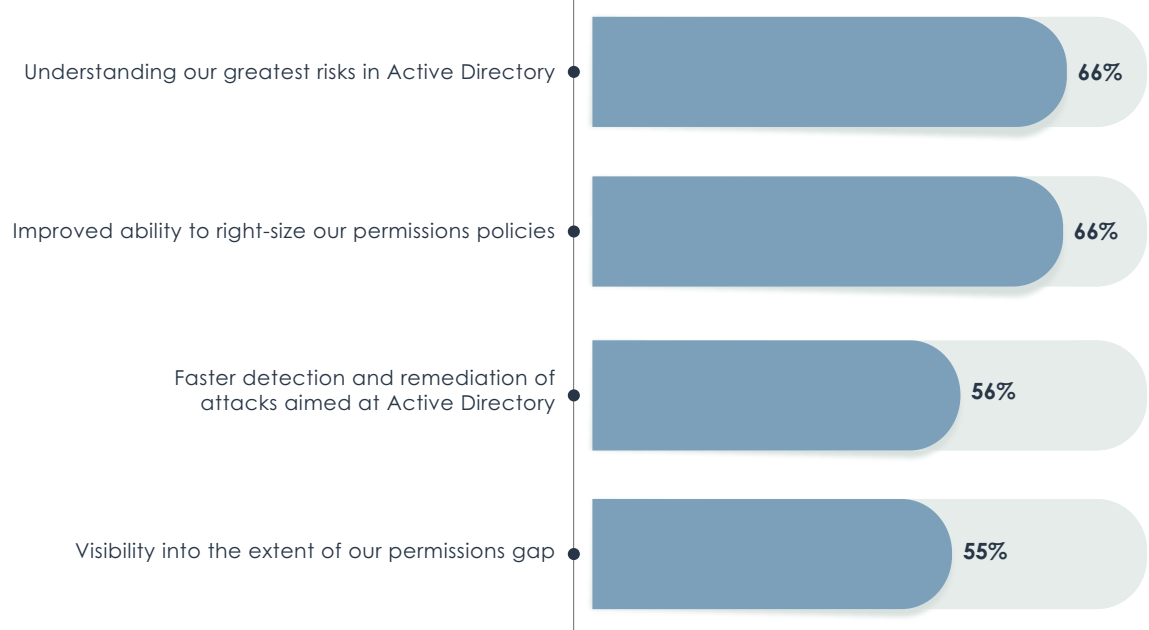 Understanding our greatest risks in Active Directory
66%
Improved ability to right-size our permissions policies
66%
Faster detection and remediation of
attacks aimed at Active Directory
56%
Visibility into the extent of our permissions gap
55%